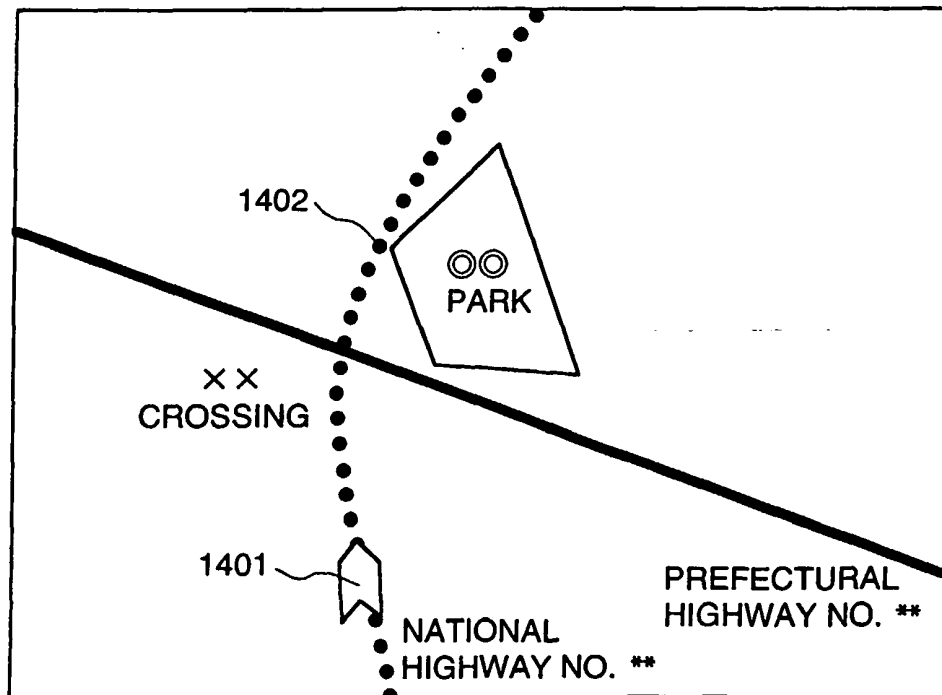 1402
◎◎
PARK
××
CROSSING
1401
PREFECTURAL
HIGHWAY NO. **
NATIONAL
HIGHWAY NO. **